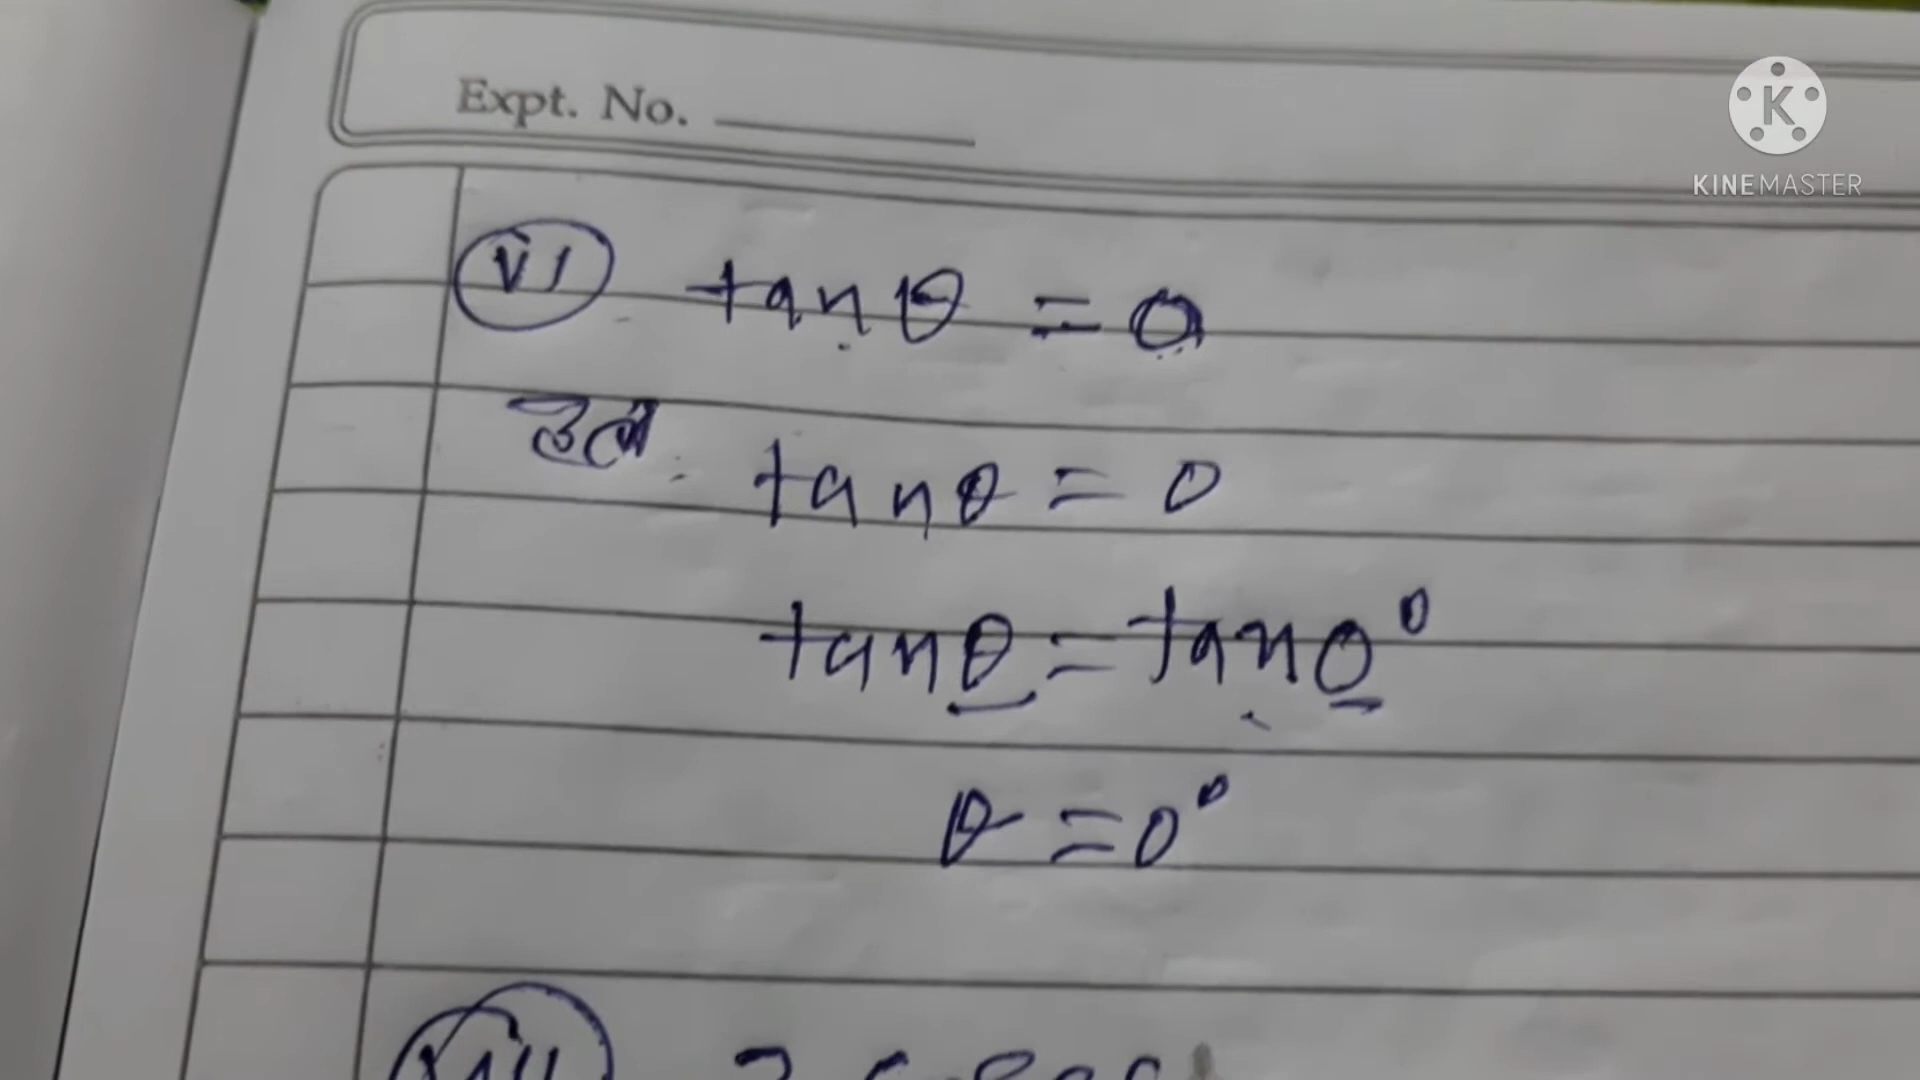 Expt. No.
KINEMASTER
VI tanθ = 0
हल tanθ = 0
tanθ = tan0°
θ = 0°